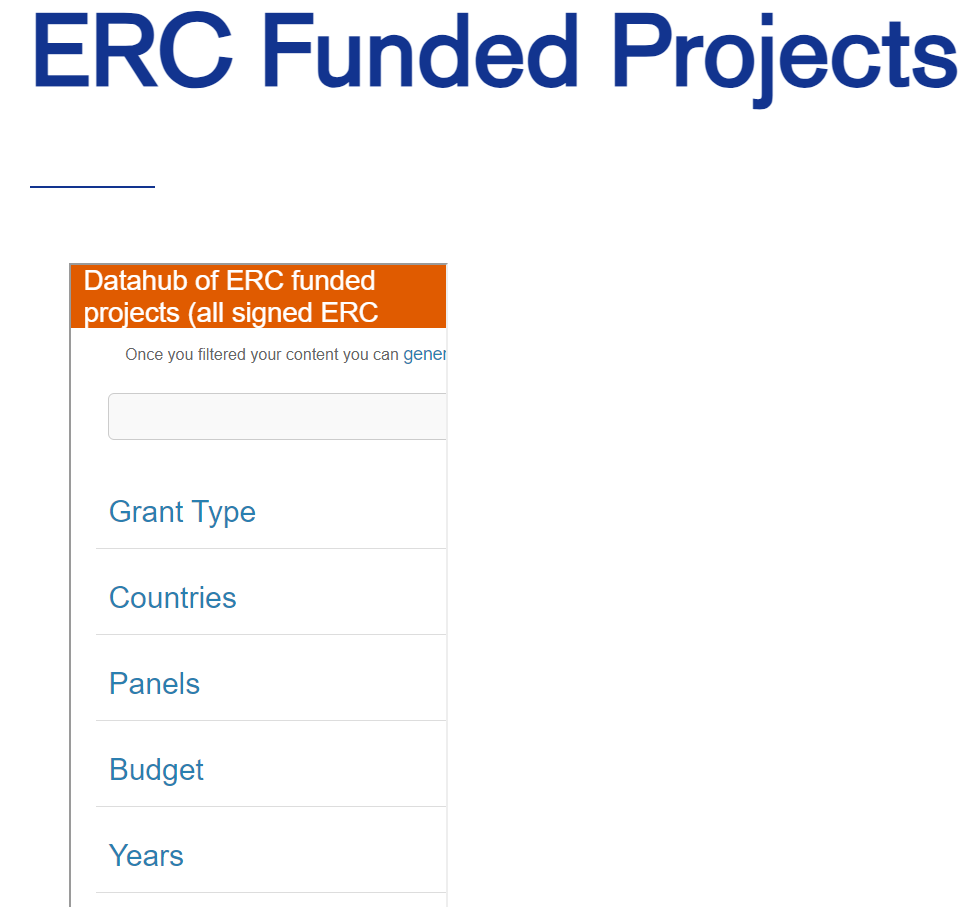 ERC Funded Projects
Datahub of ERC funded
projects (all signed ERC
Once you filtered your content you can gener
Grant Type
Countries
Panels
Budget
Years